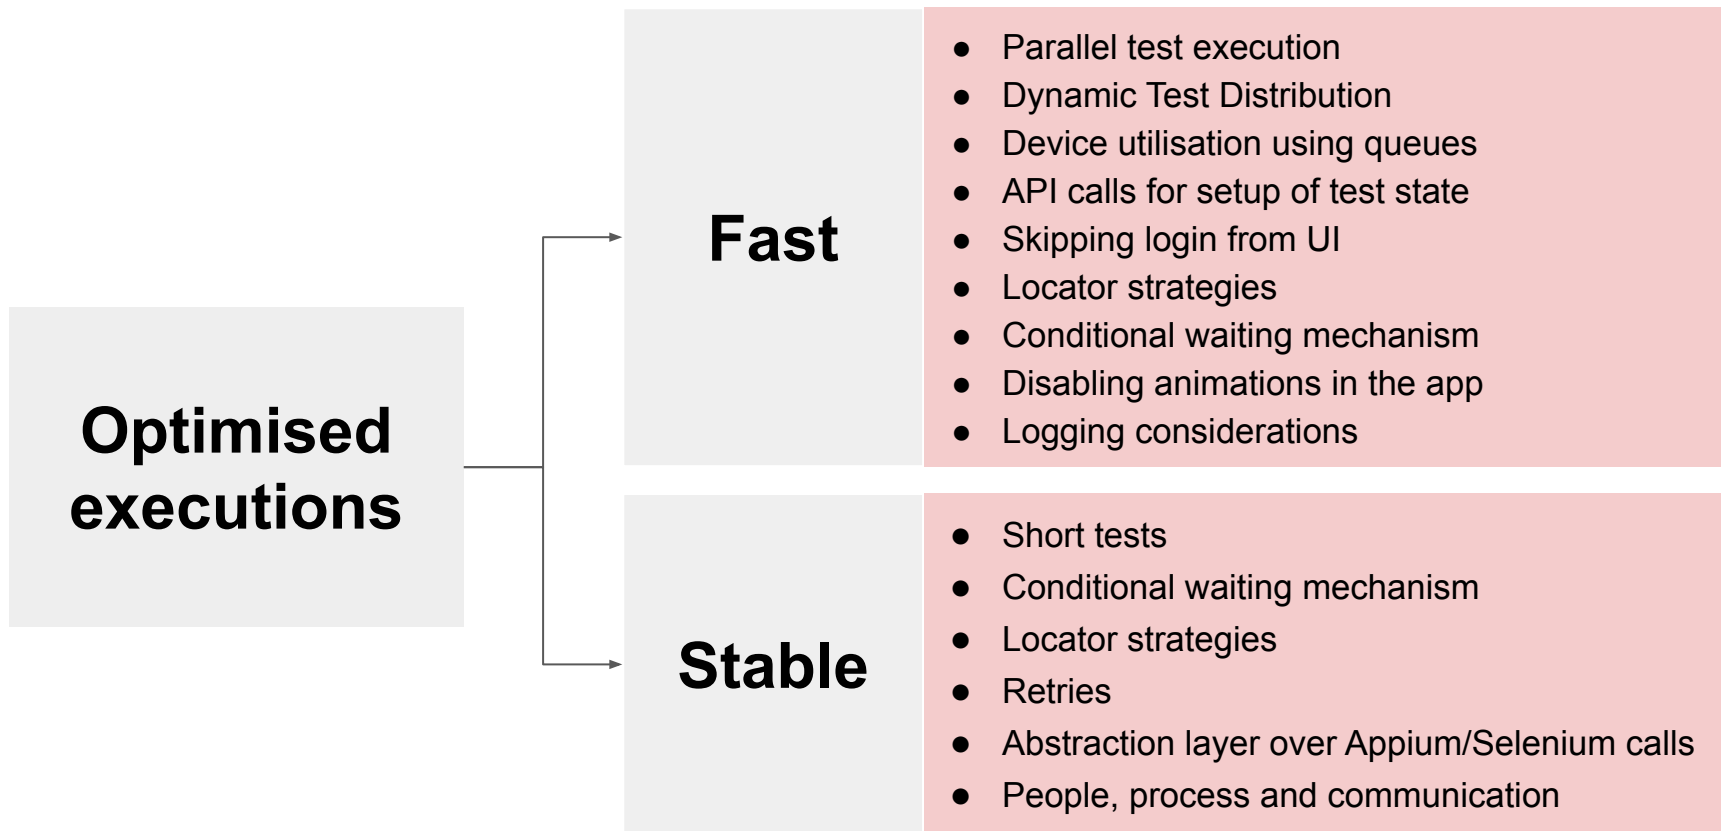 Optimised
executions
Fast
● Parallel test execution
● Dynamic Test Distribution
● Device utilisation using queues
● API calls for setup of test state
● Skipping login from UI
● Locator strategies
● Conditional waiting mechanism
● Disabling animations in the app
● Logging considerations
Stable
● Short tests
● Conditional waiting mechanism
● Locator strategies
● Retries
● Abstraction layer over Appium/Selenium calls
● People, process and communication